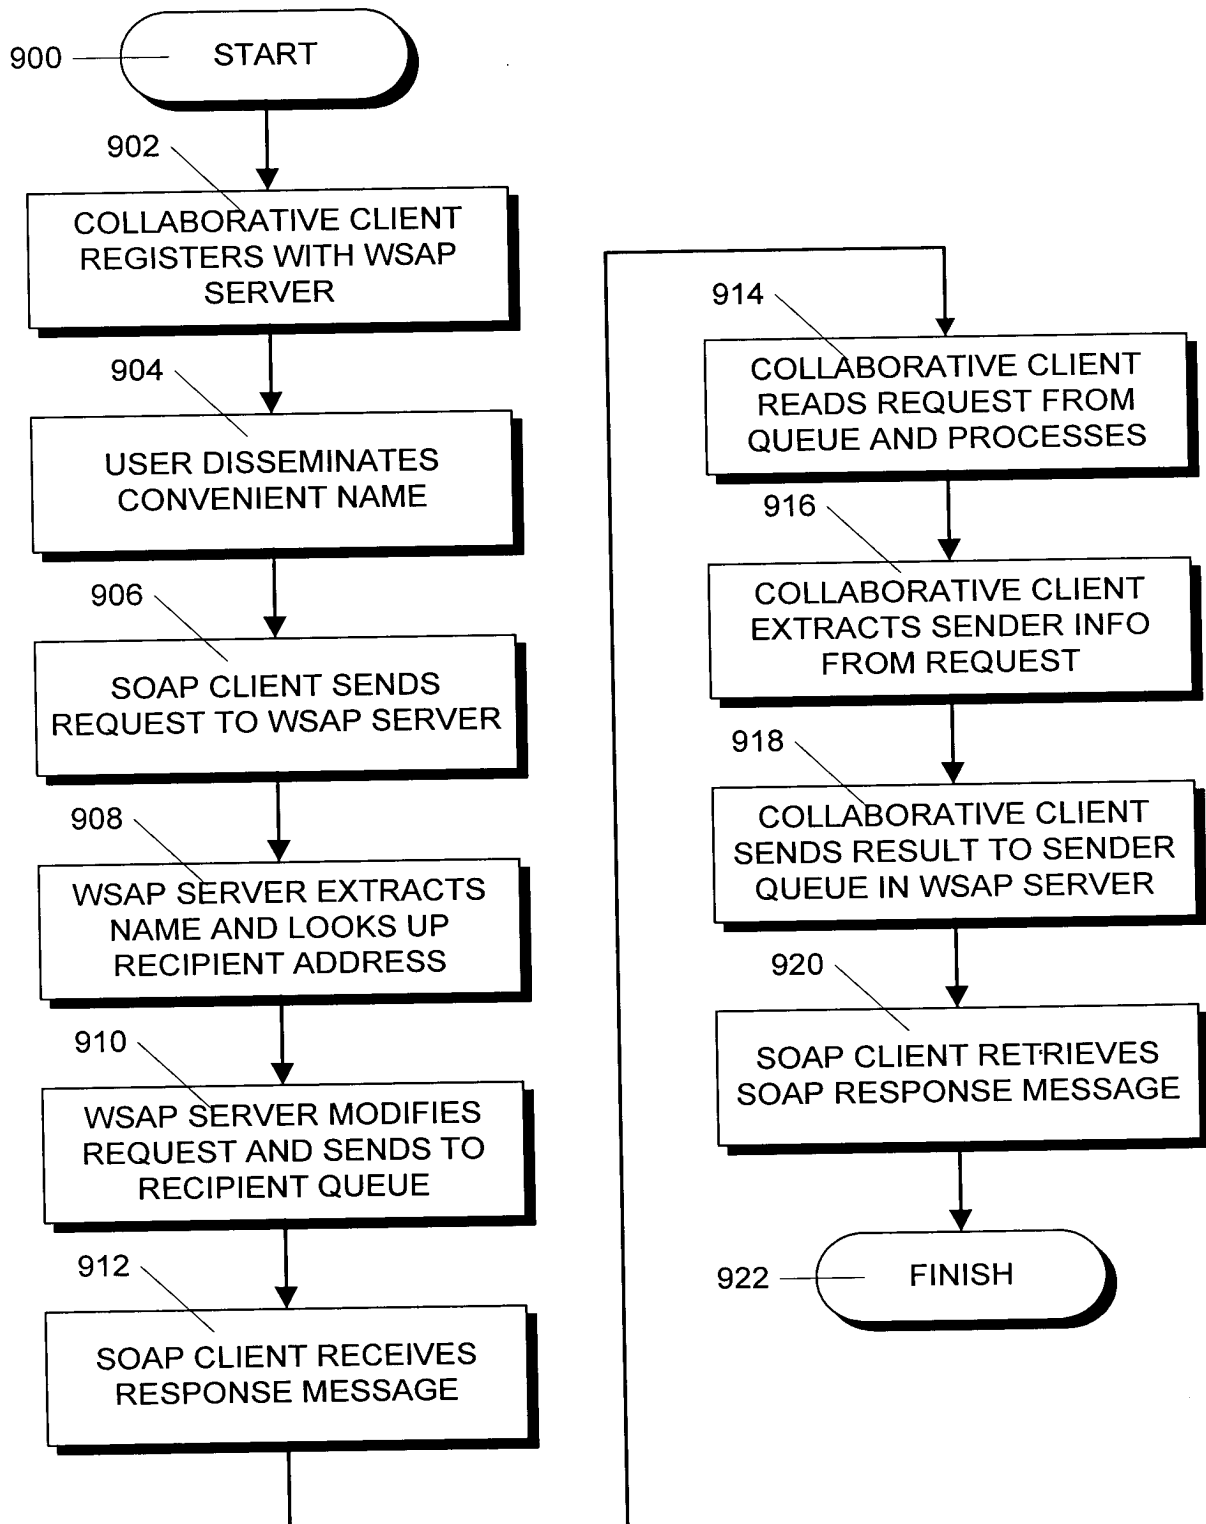 900
START
902
COLLABORATIVE CLIENT
REGISTERS WITH WSAP
SERVER
904
USER DISSEMINATES
CONVENIENT NAME
906
SOAP CLIENT SENDS
REQUEST TO WSAP SERVER
908
WSAP SERVER EXTRACTS
NAME AND LOOKS UP
RECIPIENT ADDRESS
910
WSAP SERVER MODIFIES
REQUEST AND SENDS TO
RECIPIENT QUEUE
912
SOAP CLIENT RECEIVES
RESPONSE MESSAGE
914
COLLABORATIVE CLIENT
READS REQUEST FROM
QUEUE AND PROCESSES
916
COLLABORATIVE CLIENT
EXTRACTS SENDER INFO
FROM REQUEST
918
COLLABORATIVE CLIENT
SENDS RESULT TO SENDER
QUEUE IN WSAP SERVER
920
SOAP CLIENT RETRIEVES
SOAP RESPONSE MESSAGE
922
FINISH